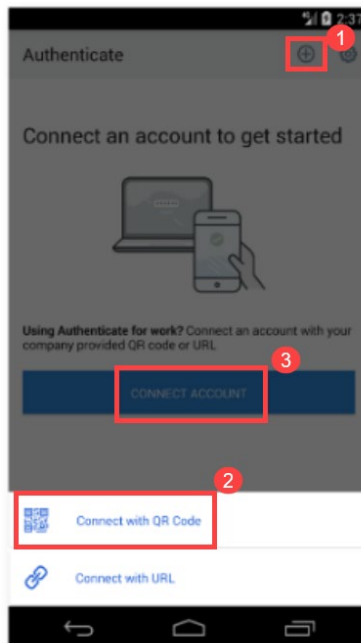 2:37
1
Authenticate
Connect an account to get started
Using Authenticate for work? Connect an account with your
company provided QR code or URL
3
CONNECT ACCOUNT
2
Connect with QR Code
Connect with URL